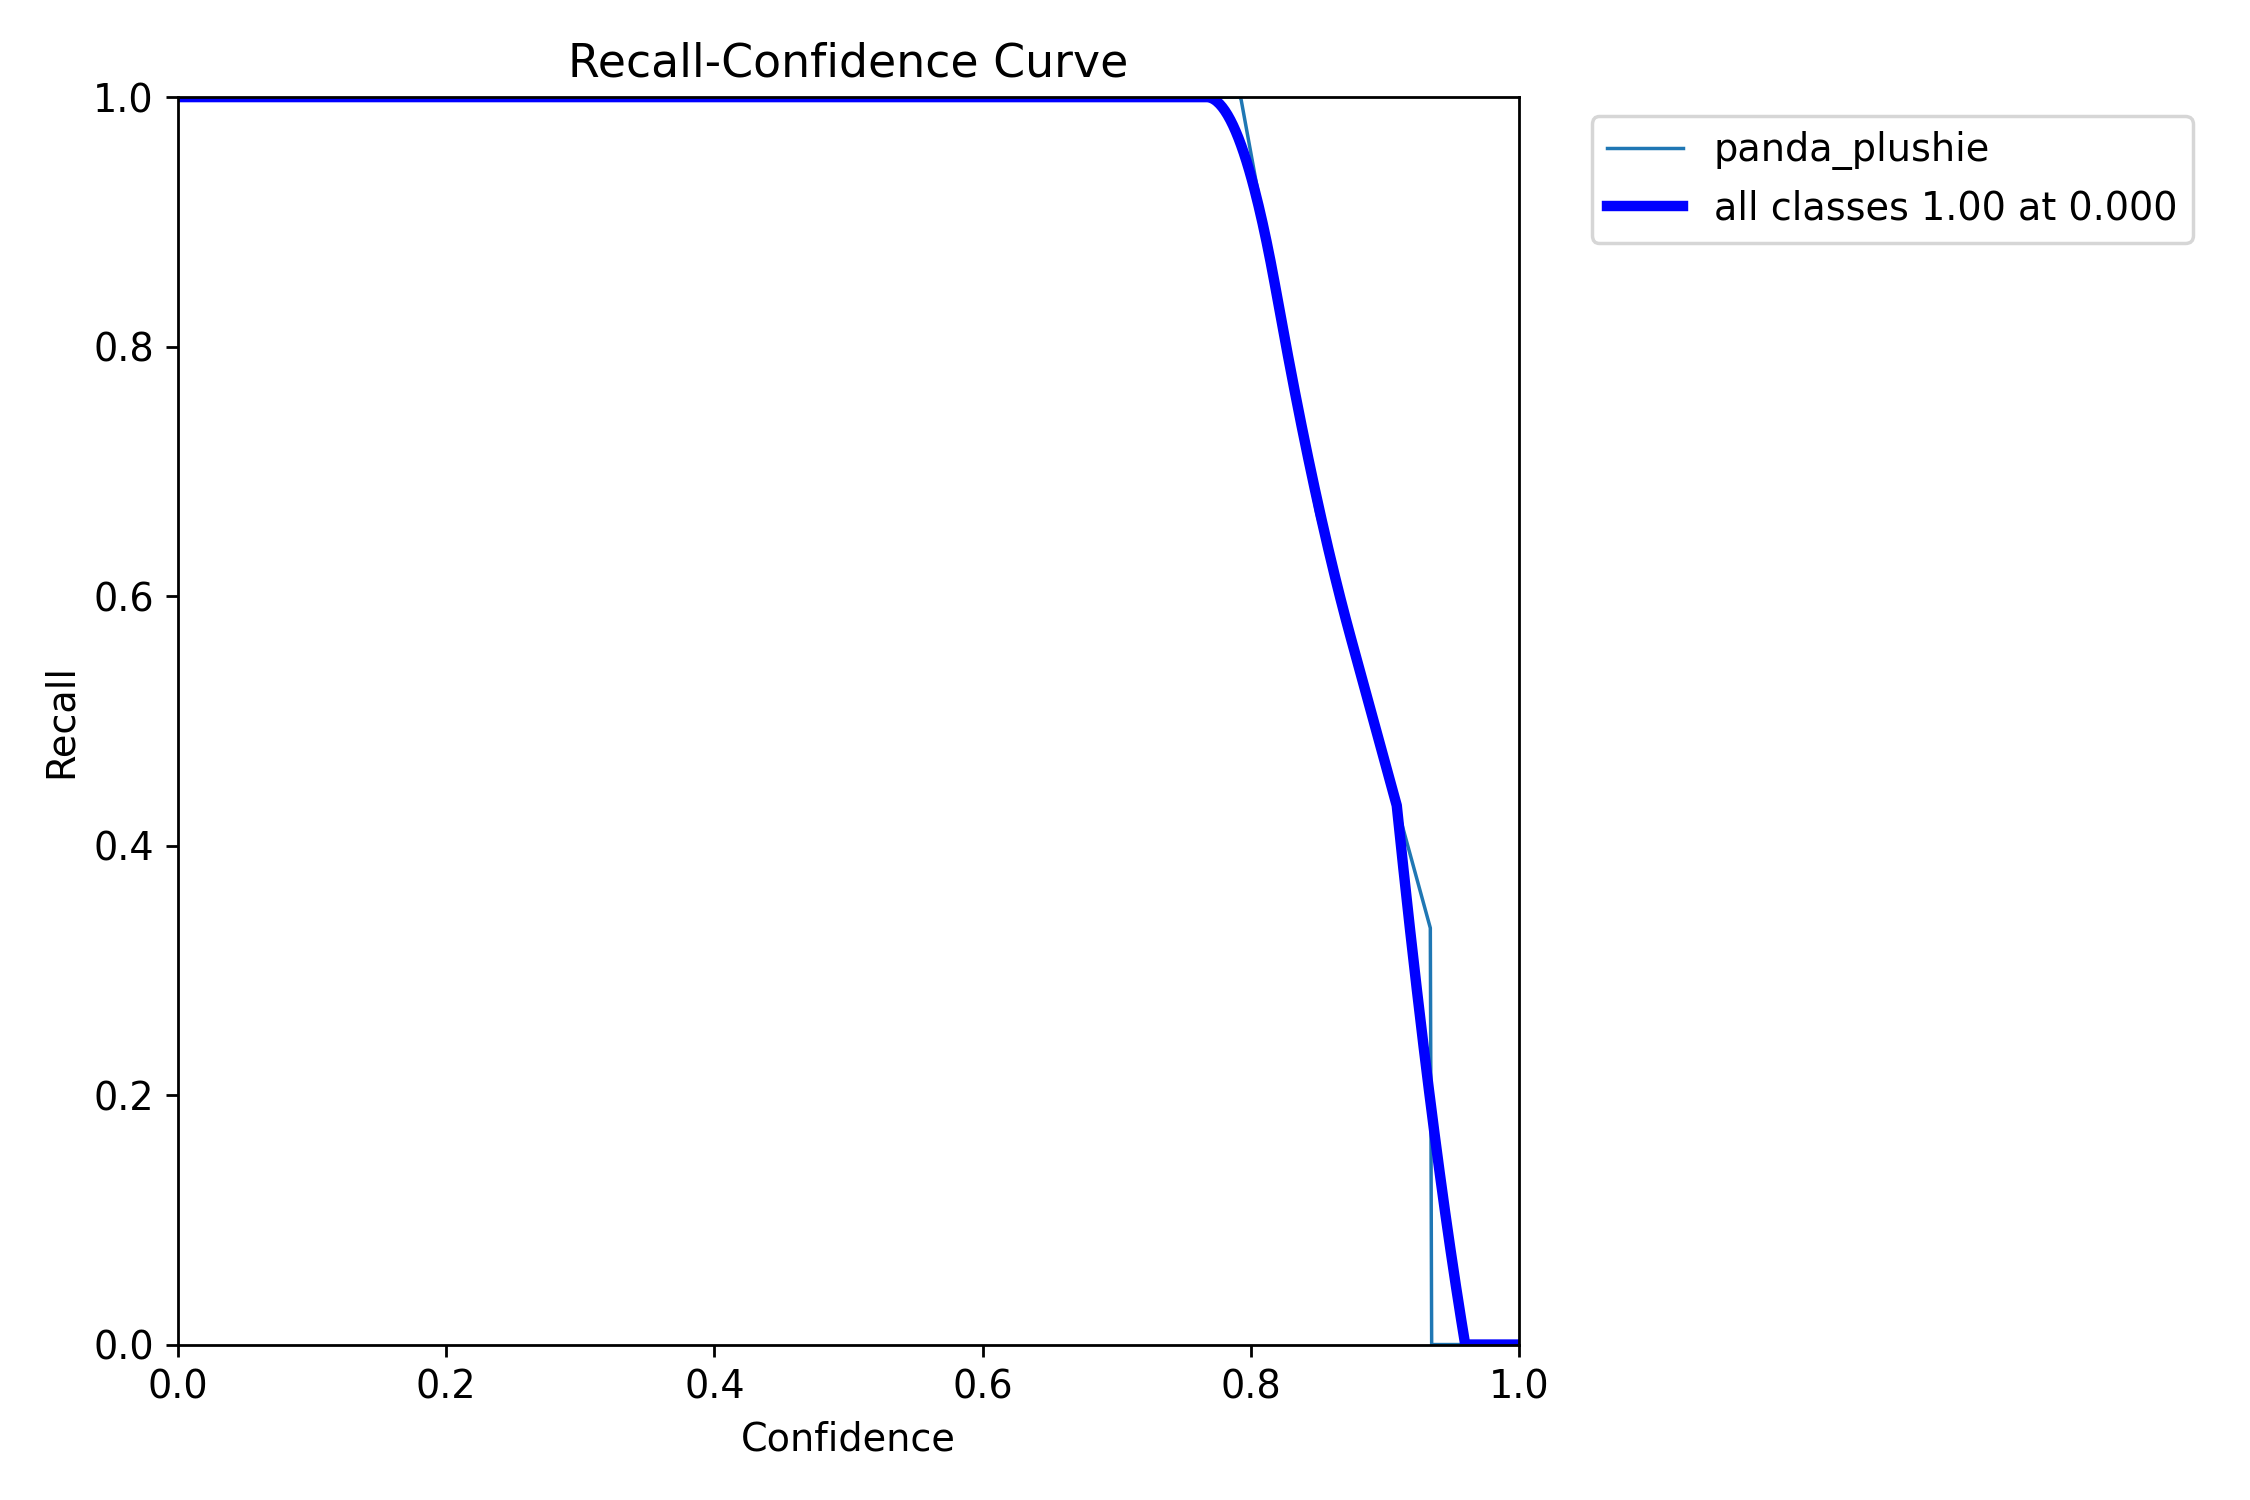 Recall-Confidence Curve
1.0
0.8
0.6
0.4
0.2
0.0
Recall
0.0 0.2 0.4 0.6 0.8 1.0
Confidence
panda_plushie
all classes 1.00 at 0.000